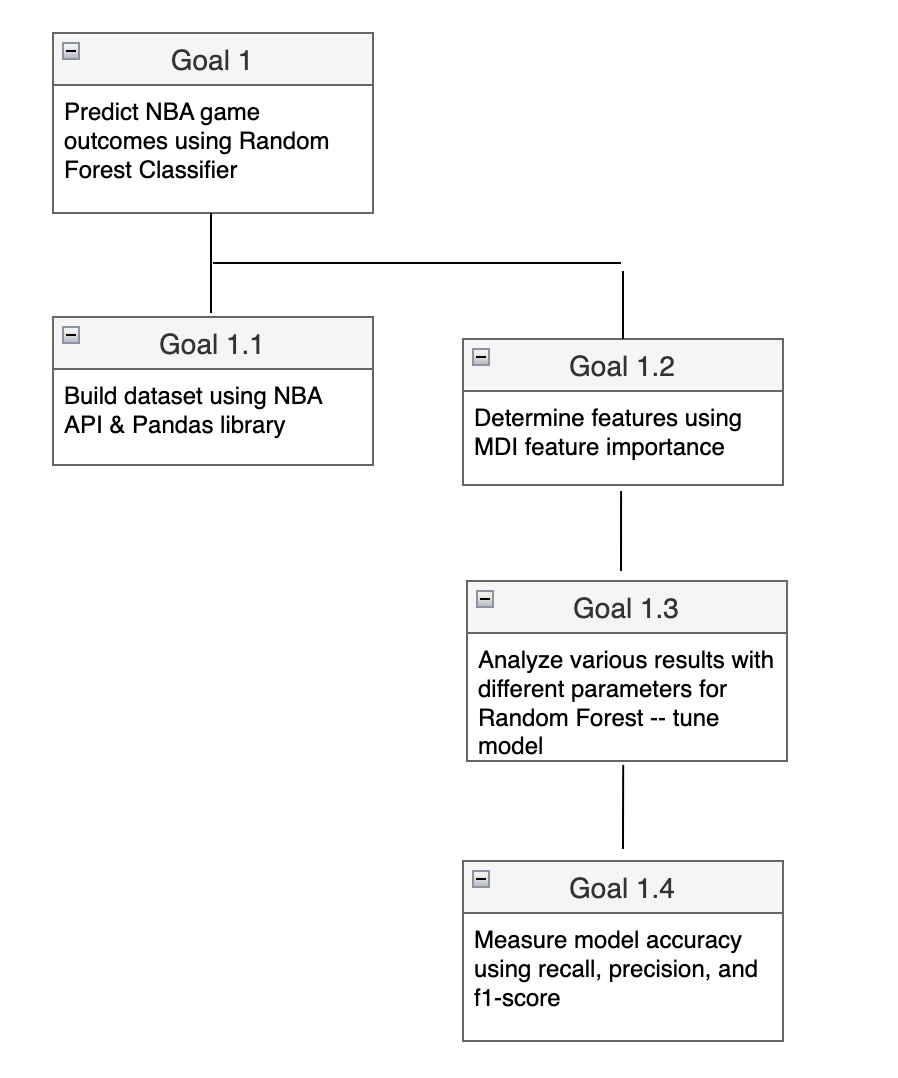 Goal 1
Predict NBA game
outcomes using Random
Forest Classifier
Goal 1.1
Build dataset using NBA
API & Pandas library
Goal 1.2
Determine features using
MDI feature importance
Goal 1.3
Analyze various results with
different parameters for
Random Forest -- tune
model
Goal 1.4
Measure model accuracy
using recall, precision, and
f1-score